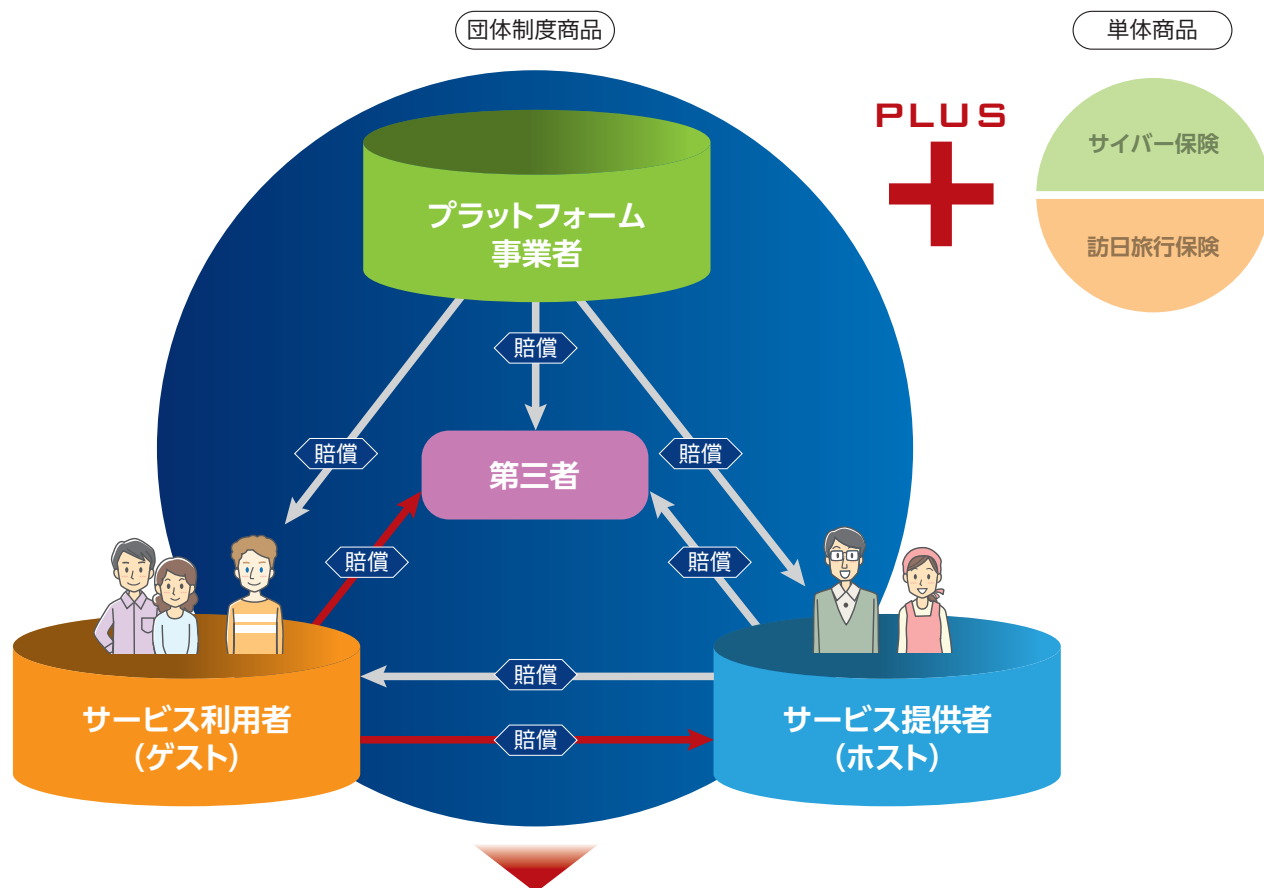 団体制度商品
単体商品
PLUS
サイバー保険
訪日旅行保険
プラットフォーム
事業者
賠償
賠償
賠償
第三者
賠償
賠償
賠償
賠償
サービス利用者
(ゲスト)
サービス提供者
(ホスト)